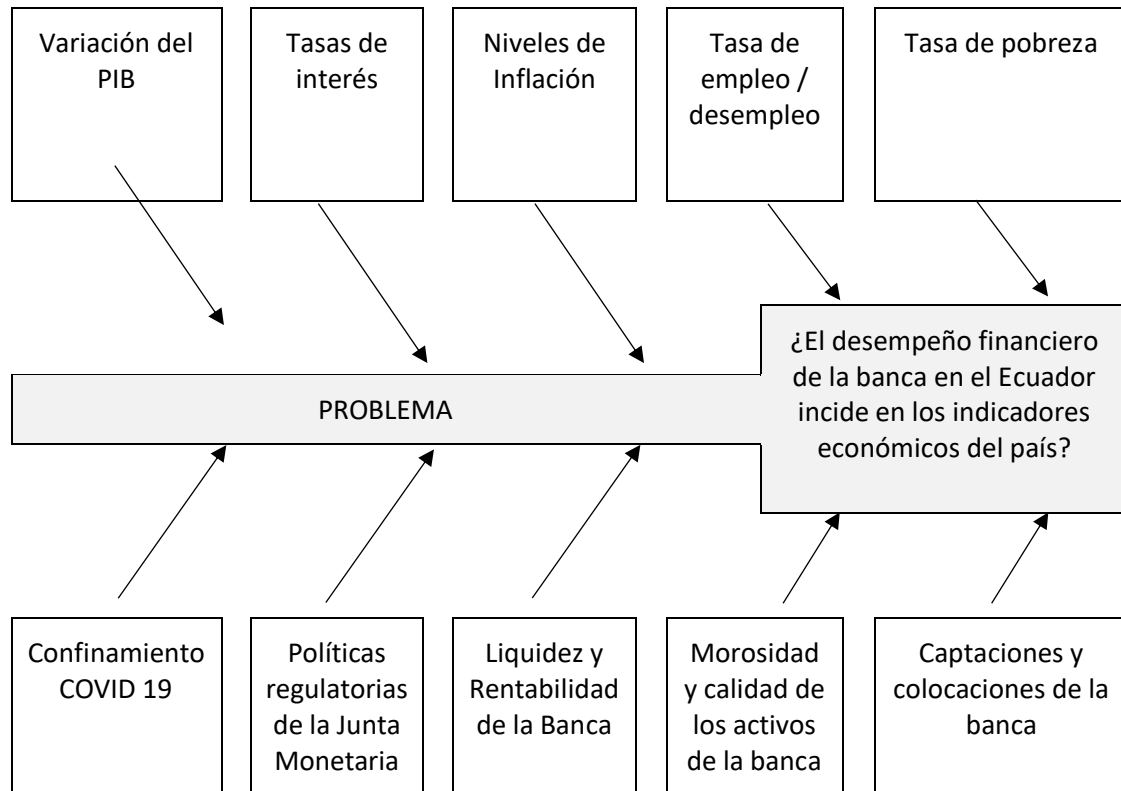 Variación del
PIB
Tasas de
interés
Niveles de
Inflación
Tasa de
empleo /
desempleo
Tasa de pobreza
PROBLEMA
¿El desempeño financiero
de la banca en el Ecuador
incide en los indicadores
económicos del país?
Confinamiento
COVID 19
Políticas
regulatorias
de la Junta
Monetaria
Liquidez y
Rentabilidad
de la Banca
Morosidad
y calidad de
los activos
de la banca
Captaciones y
colocaciones de la
banca